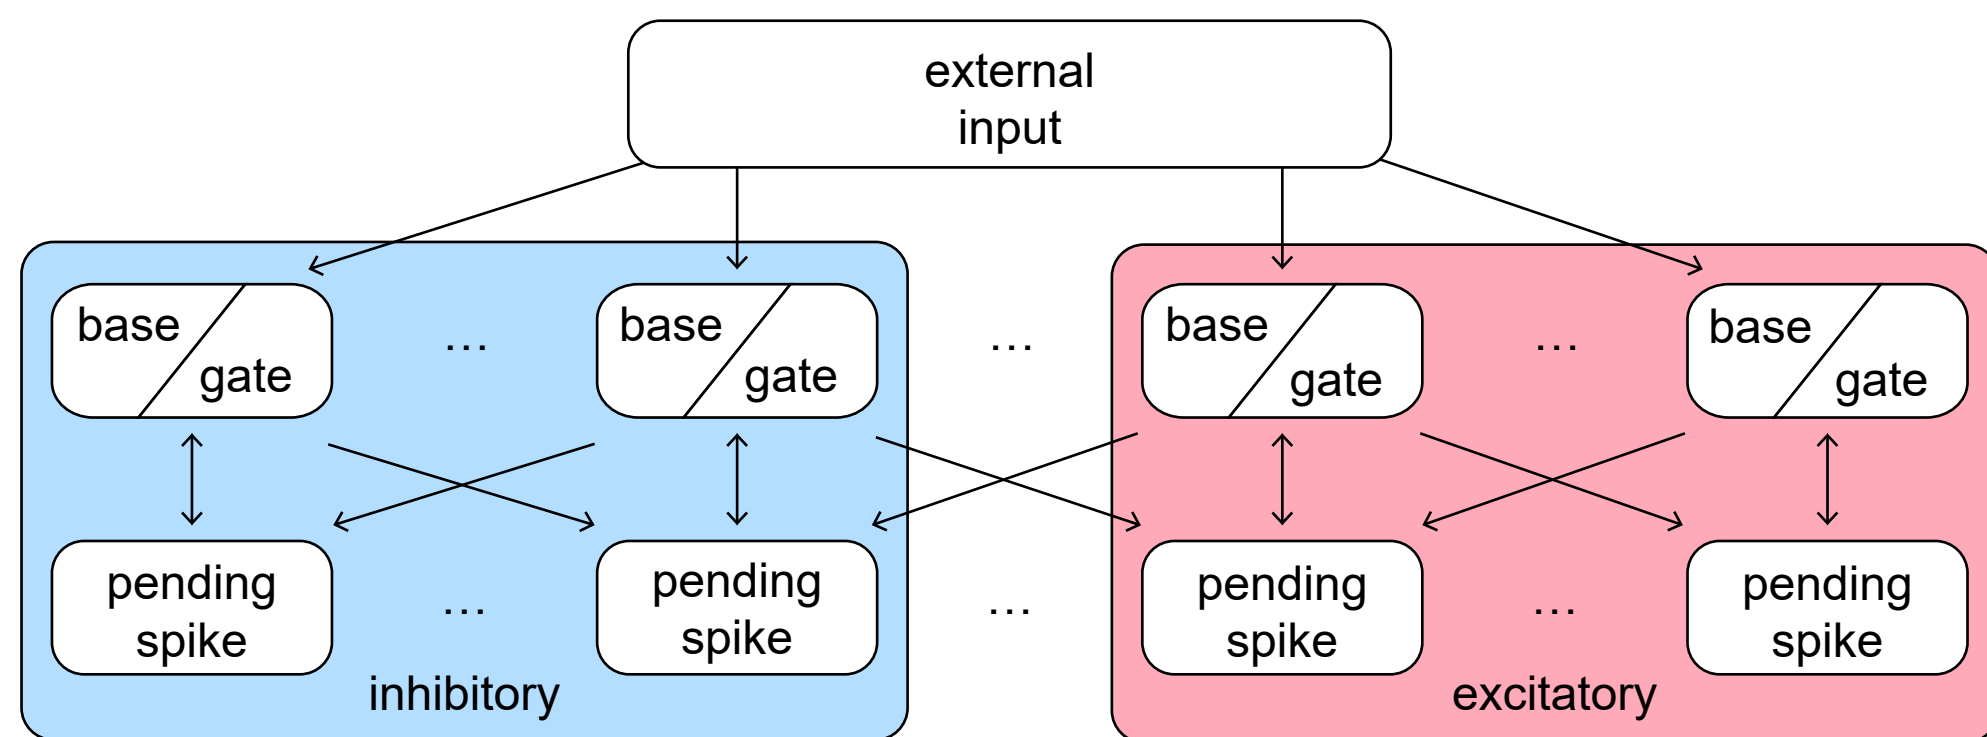 external
input
base
gate
...
base
gate
...
base
gate
...
base
gate
pending
spike
...
pending
spike
...
pending
spike
...
pending
spike
inhibitory
excitatory